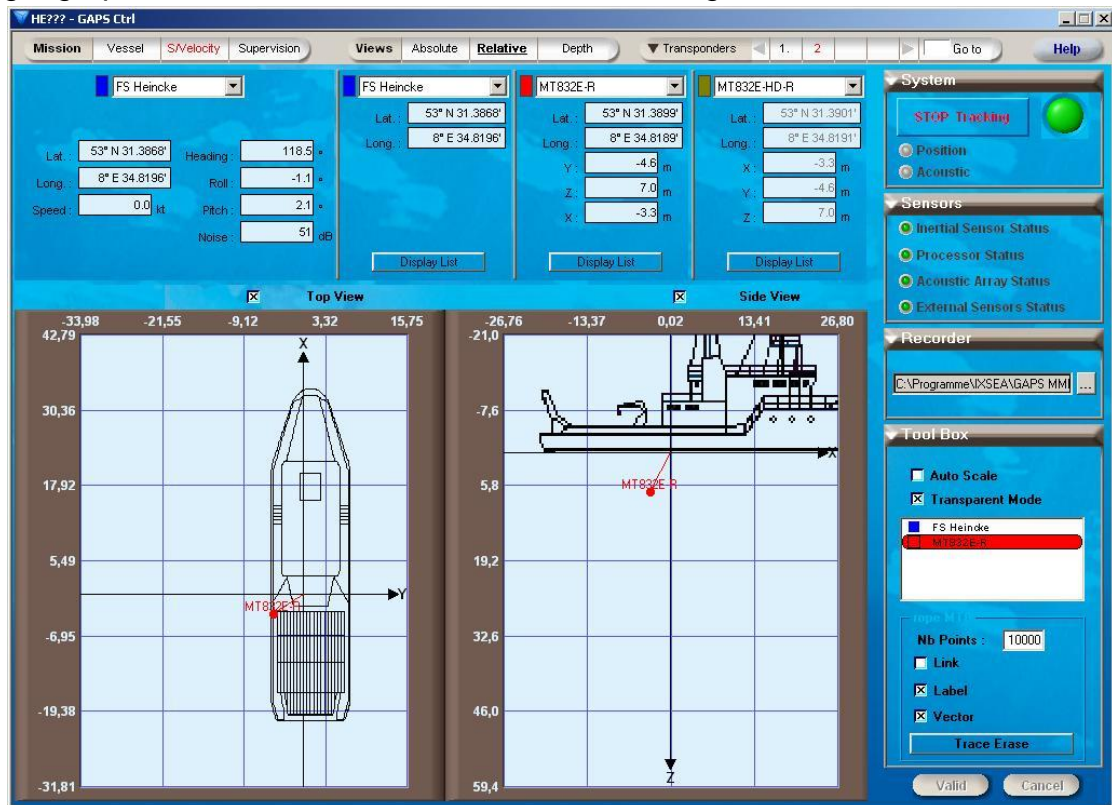 HE??? - GAPS Ctrl
Mission Vessel S/Velocity Supervision Views Absolute Relative Depth Transponders 1. 2 Go to Help
FS Heincke
Lat. : 53° N 31.3868'
Long. : 8° E 34.8196'
Speed : 0.0 kt
Heading : 118.5 °
Roll : -1.1 °
Pitch : 2.1 °
Noise : 51 dB
FS Heincke
Lat. : 53° N 31.3868'
Long. : 8° E 34.8196'
Display List
MT832E-R
Lat. : 53° N 31.3899'
Long. : 8° E 34.8189'
Y : -4.6 m
Z : 7.0 m
X : -3.3 m
Display List
MT832E-HD-R
Lat. : 53° N 31.3901'
Long. : 8° E 34.8191'
X : -3.3 m
Y : -4.6 m
Z : 7.0 m
Display List
Top View
-33,98 -21,55 -9,12 3,32 15,75
42,79
30,36
17,92
5,49
-6,95
-19,38
-31,81
X
Y
MT832E-R
Side View
-26,76 -13,37 0,02 13,41 26,80
-21,0
-7,6
5,8
19,2
32,6
46,0
59,4
X
MT832E-R
Z
System
STOP Tracking
Position
Acoustic
Sensors
Inertial Sensor Status
Processor Status
Acoustic Array Status
External Sensors Status
Recorder
C:\Programme\IXSEA\GAPS MMI
...
Tool Box
Auto Scale
Transparent Mode
FS Heincke
MT832E-R
Nb Points : 10000
Link
Label
Vector
Trace Erase
Valid Cancel